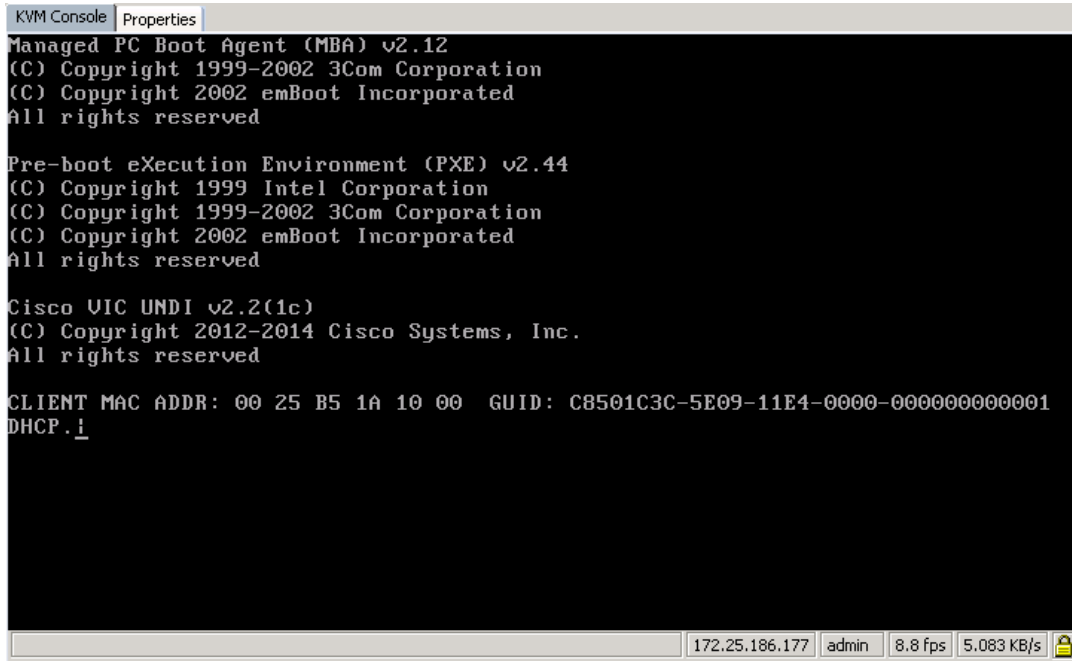 KVM Console Properties
Managed PC Boot Agent (MBA) v2.12
(C) Copyright 1999-2002 3Com Corporation
(C) Copyright 2002 emBoot Incorporated
All rights reserved
Pre-boot eXecution Environment (PXE) v2.44
(C) Copyright 1999 Intel Corporation
(C) Copyright 1999-2002 3Com Corporation
(C) Copyright 2002 emBoot Incorporated
All rights reserved
Cisco VIC UNDI v2.2(1c)
(C) Copyright 2012-2014 Cisco Systems, Inc.
All rights reserved
CLIENT MAC ADDR: 00 25 B5 1A 10 00  GUID: C8501C3C-5E09-11E4-0000-000000000001
DHCP.¦
172.25.186.177 admin 8.8 fps 5.083 KB/s